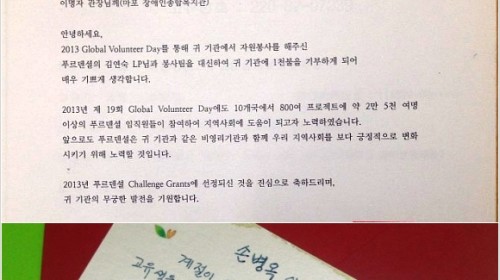 이명자 관장님께(마포 장애인종합복지관)
안녕하세요,
2013 Global Volunteer Day를 통해 귀 기관에서 자원봉사를 해주신
푸르덴셜의 김연숙 LP님과 봉사팀을 대신하여 귀 기관에 1천불을 기부하게 되어
매우 기쁘게 생각합니다.
2013년 제 19회 Global Volunteer Day에도 10개국에서 800여 프로젝트에 약 2만 5천 여명
이상의 푸르덴셜 임직원들이 참여하여 지역사회에 도움이 되고자 노력하였습니다.
앞으로도 푸르덴셜은 귀 기관과 같은 비영리기관과 함께 우리 지역사회를 보다 긍정적으로 변화
시키기 위해 노력할 것입니다.
2013년 푸르덴셜 Challenge Grants에 선정되신 것을 진심으로 축하드리며,
귀 기관의 무궁한 발전을 기원합니다.
손병옥
계절이
고유